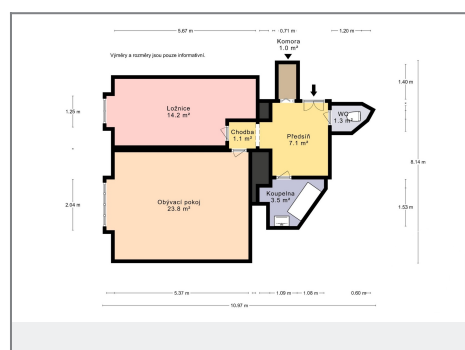 5.67 m
0.71 m
1.20 m
Komora
1.0 m²
Výměry a rozměry jsou pouze informativní.
1.40 m
Ložnice
14.2 m²
WC
1.3 m²
Chodba
1.1 m²
Předsíň
7.1 m²
8.14 m
Koupelna
3.5 m²
Obývací pokoj
23.8 m²
2.04 m
1.53 m
5.37 m
1.09 m
1.08 m
0.60 m
10.97 m